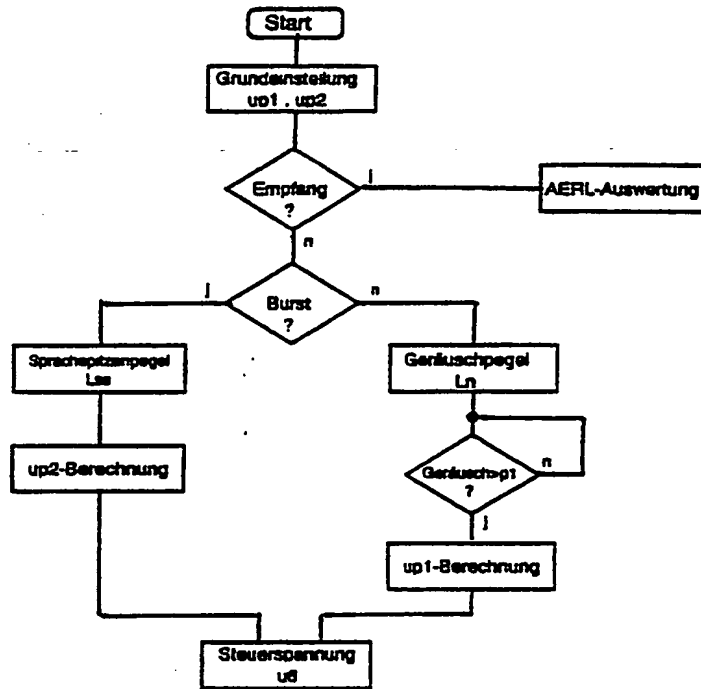 Start
Grundeinstellung
up1 , up2
Empfang
?
j
AERL-Auswertung
n
Burst
?
j
n
Sprachspitzenpegel
Lss
Geräuschpegel
Ln
up2-Berechnung
Geräusch>p1
?
n
j
up1-Berechnung
Steuerspannung
u6